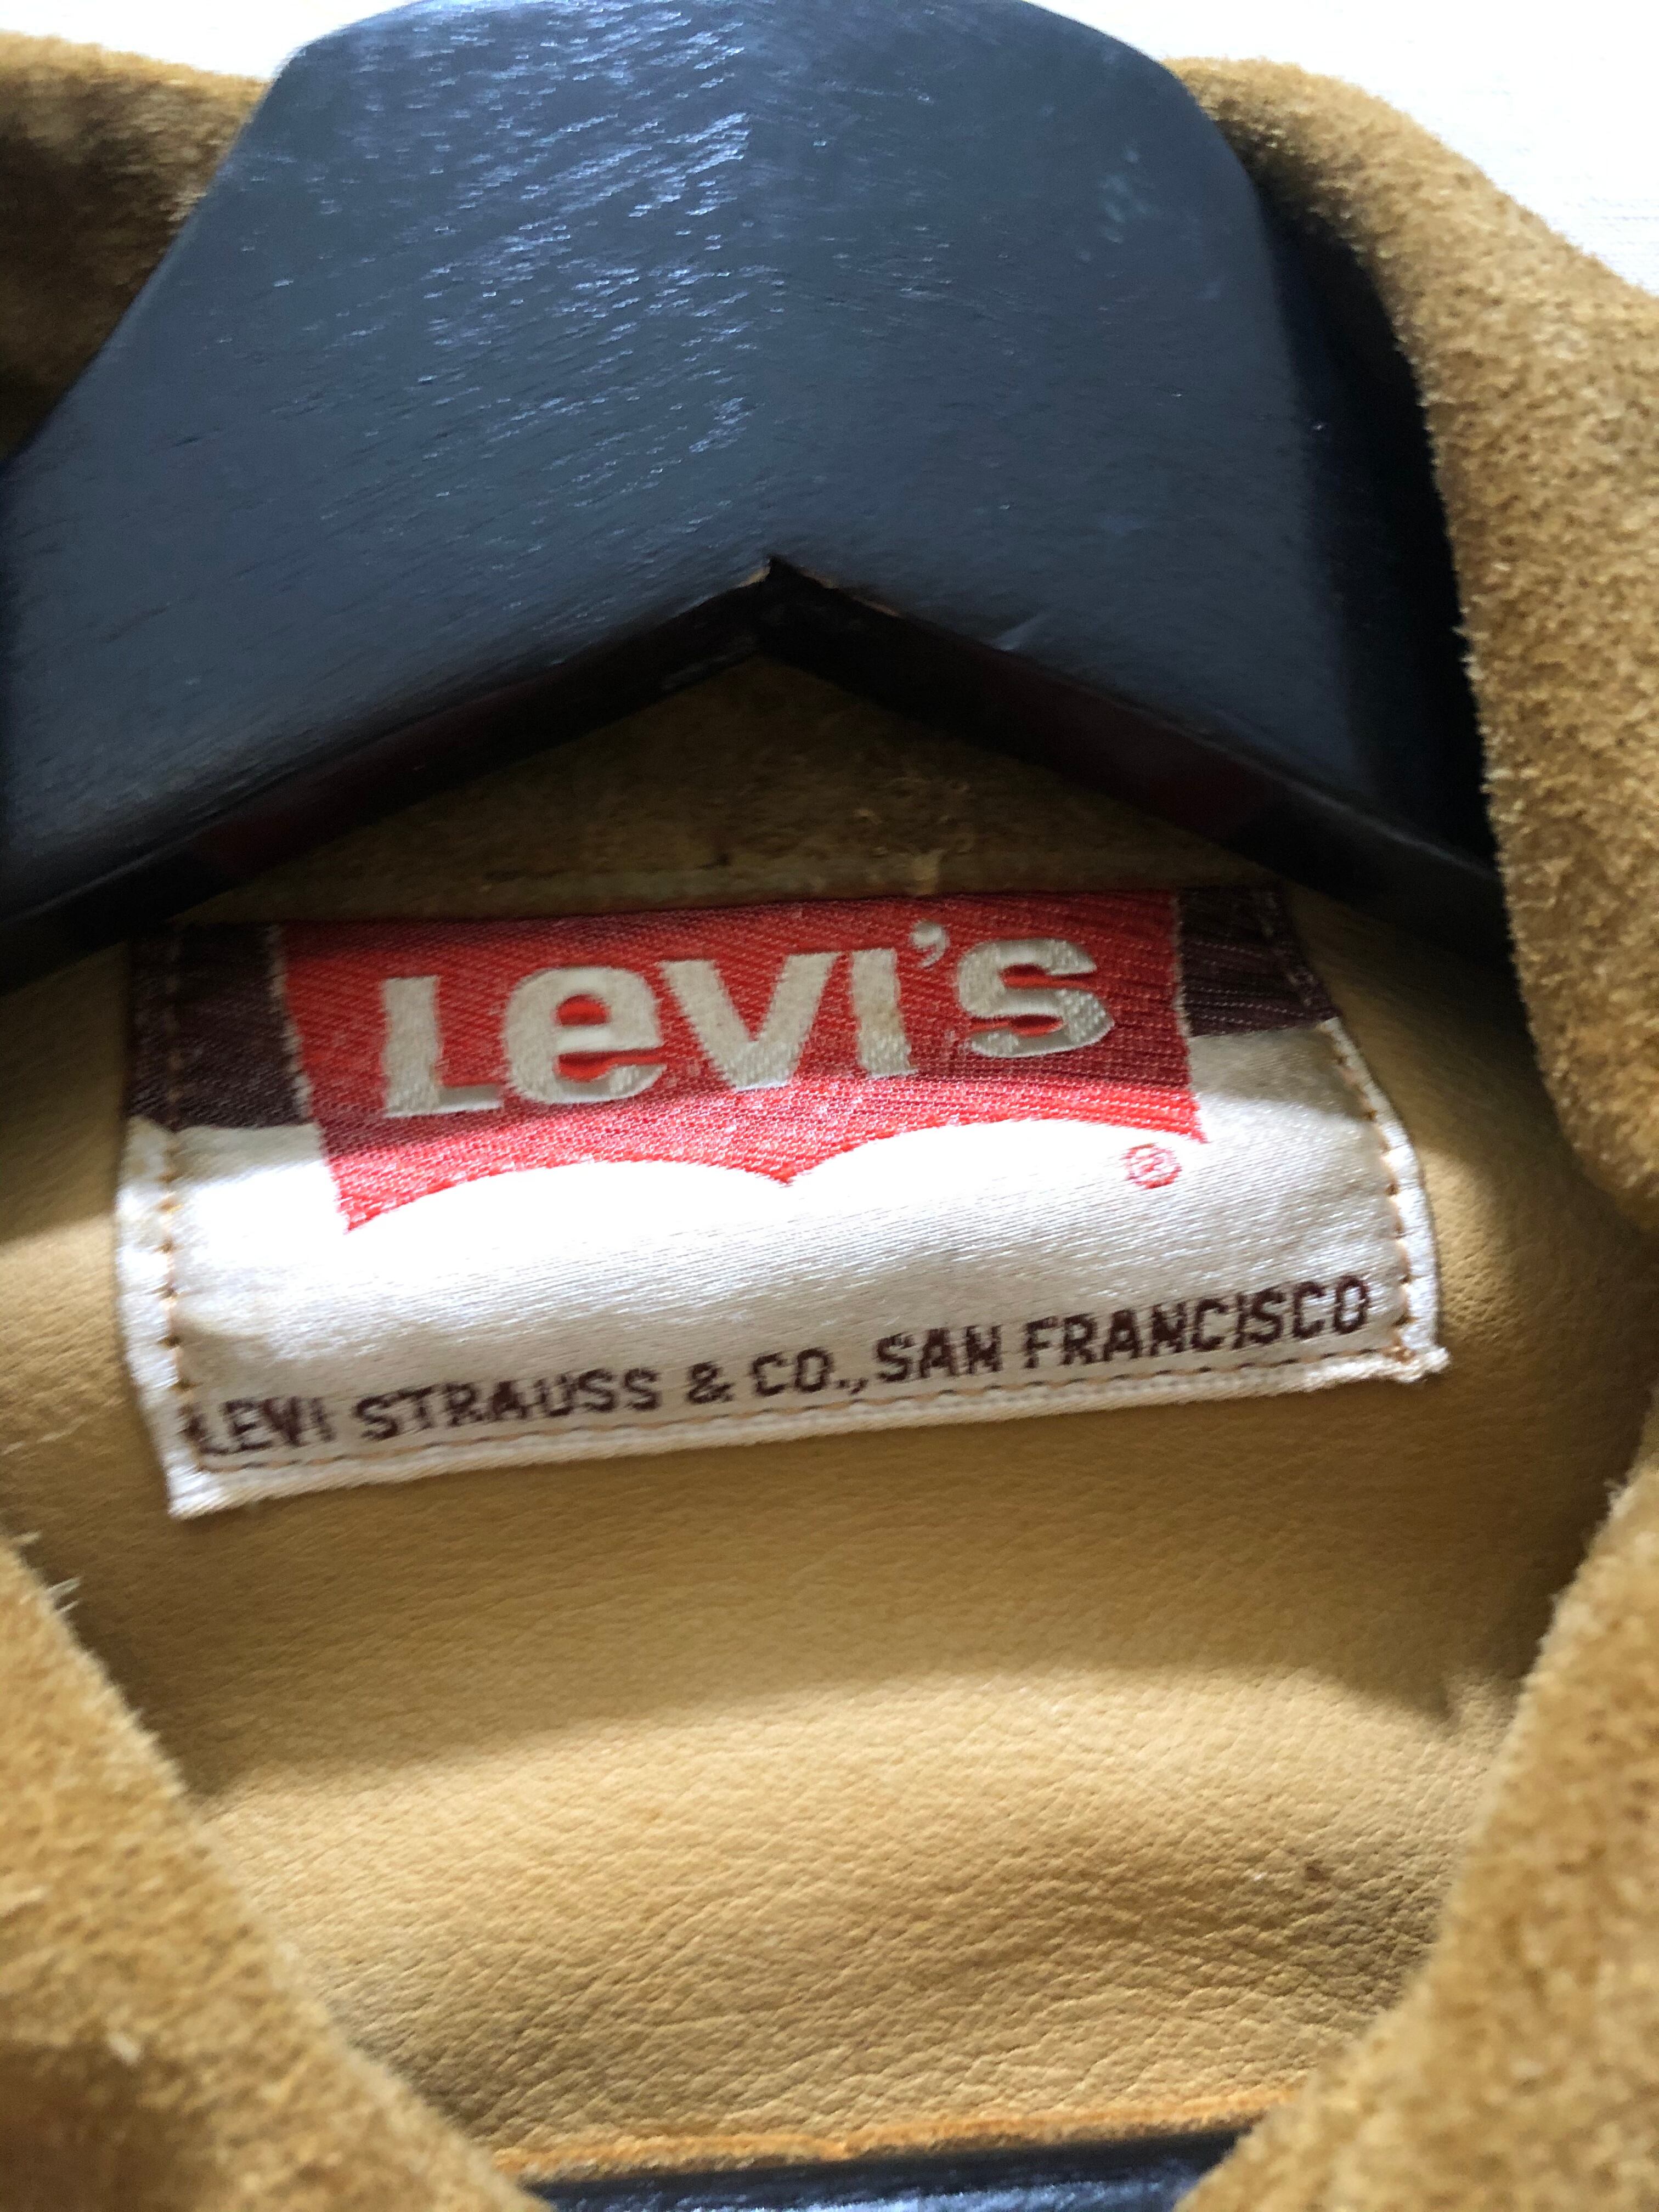 Levi's
®
LEVI STRAUSS & CO., SAN FRANCISCO